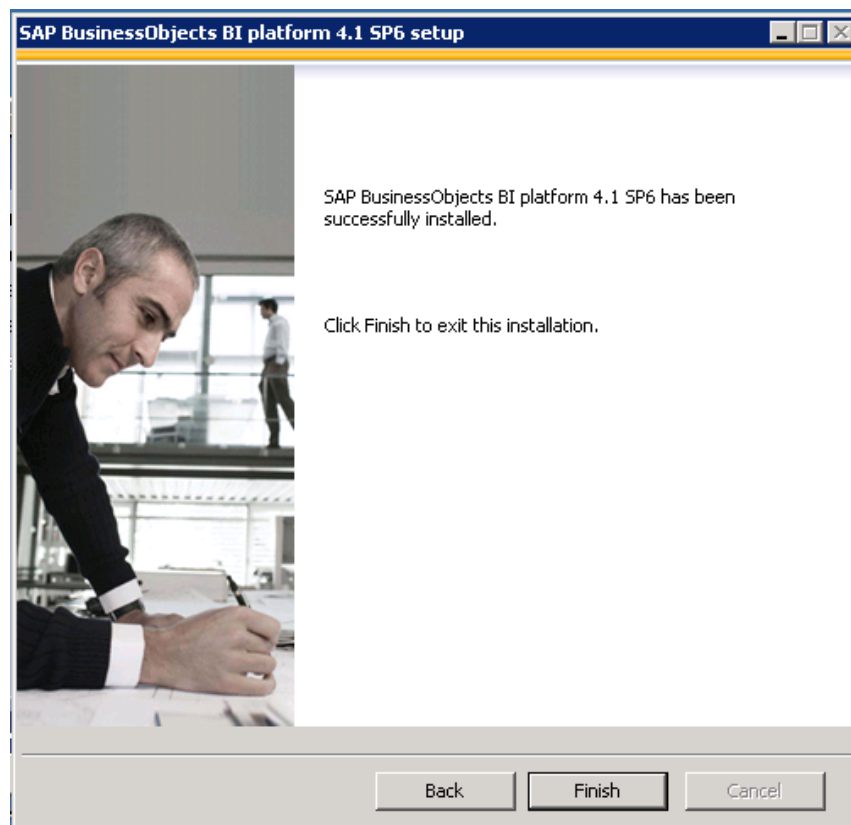 SAP BusinessObjects BI platform 4.1 SP6 setup
SAP BusinessObjects BI platform 4.1 SP6 has been
successfully installed.
Click Finish to exit this installation.
Back
Finish
Cancel